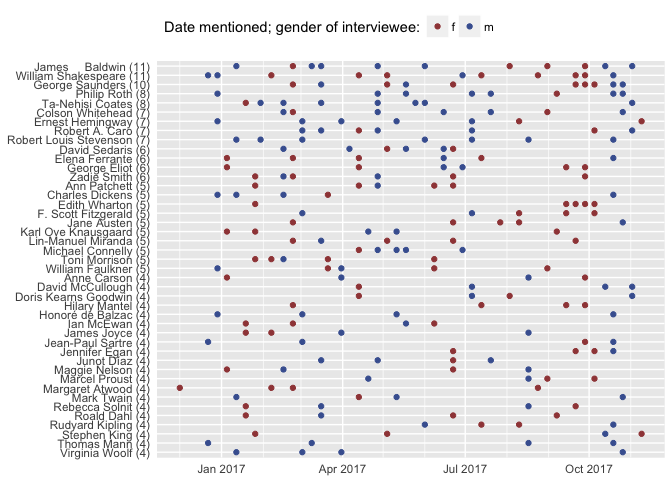 Date mentioned; gender of interviewee: f m
James Baldwin (11)
William Shakespeare (11)
George Saunders (10)
Philip Roth (8)
Ta-Nehisi Coates (8)
Colson Whitehead (7)
Ernest Hemingway (7)
Robert A. Caro (7)
Robert Louis Stevenson (7)
David Sedaris (6)
Elena Ferrante (6)
George Eliot (6)
Zadie Smith (6)
Ann Patchett (5)
Charles Dickens (5)
Edith Wharton (5)
F. Scott Fitzgerald (5)
Jane Austen (5)
Karl Ove Knausgaard (5)
Lin-Manuel Miranda (5)
Michael Connelly (5)
Toni Morrison (5)
William Faulkner (5)
Anne Carson (4)
David McCullough (4)
Doris Kearns Goodwin (4)
Hilary Mantel (4)
Honoré de Balzac (4)
Ian McEwan (4)
James Joyce (4)
Jean-Paul Sartre (4)
Jennifer Egan (4)
Junot Díaz (4)
Maggie Nelson (4)
Marcel Proust (4)
Margaret Atwood (4)
Mark Twain (4)
Rebecca Solnit (4)
Roald Dahl (4)
Rudyard Kipling (4)
Stephen King (4)
Thomas Mann (4)
Virginia Woolf (4)
Jan 2017 Apr 2017 Jul 2017 Oct 2017